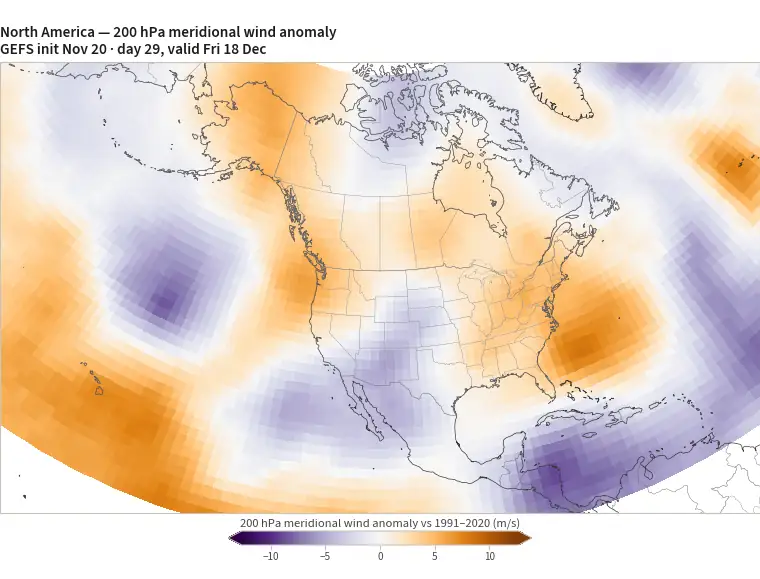 North America — 200 hPa meridional wind anomaly
GEFS init Nov 20 · day 29, valid Fri 18 Dec
200 hPa meridional wind anomaly vs 1991–2020 (m/s)
−10 −5 0 5 10